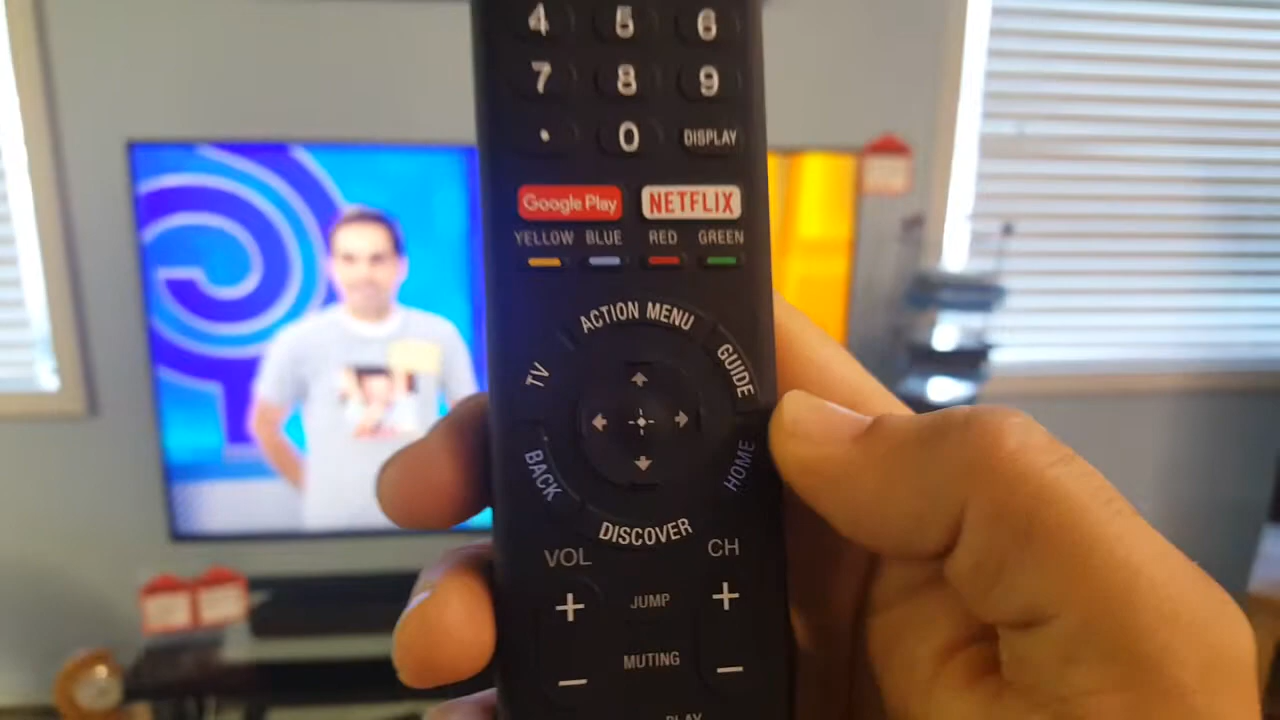 4 5 6
7 8 9
. 0 DISPLAY
Google Play NETFLIX
YELLOW BLUE RED GREEN
ACTION MENU
TV GUIDE
BACK HOME
DISCOVER
VOL CH
+ JUMP +
MUTING
− −
PLAY